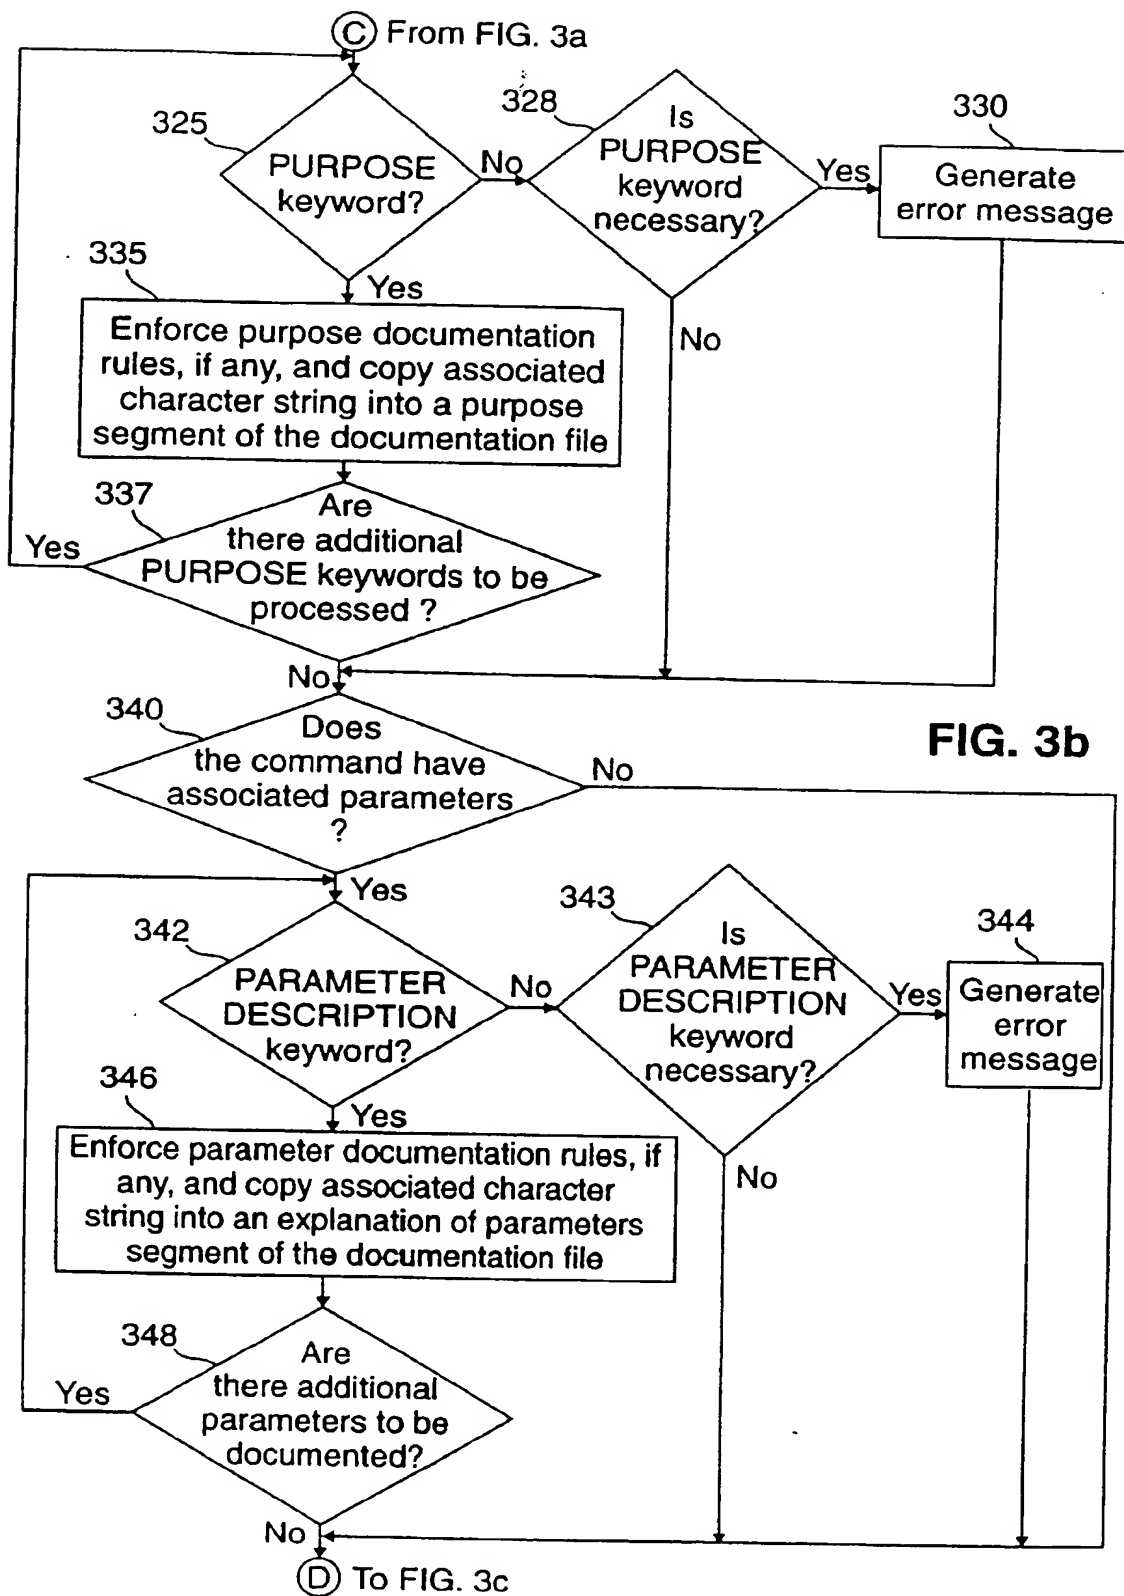 C From FIG. 3a
325
PURPOSE
keyword?
No
328
Is
PURPOSE
keyword
necessary?
Yes
330
Generate
error message
335
Yes
No
Enforce purpose documentation
rules, if any, and copy associated
character string into a purpose
segment of the documentation file
337
Are
there additional
PURPOSE keywords to be
processed ?
Yes
No
340
Does
the command have
associated parameters
?
No
FIG. 3b
Yes
342
PARAMETER
DESCRIPTION
keyword?
No
343
Is
PARAMETER
DESCRIPTION
keyword
necessary?
Yes
344
Generate
error
message
346
Yes
No
Enforce parameter documentation rules, if
any, and copy associated character
string into an explanation of parameters
segment of the documentation file
348
Are
there additional
parameters to be
documented?
Yes
No
D To FIG. 3c